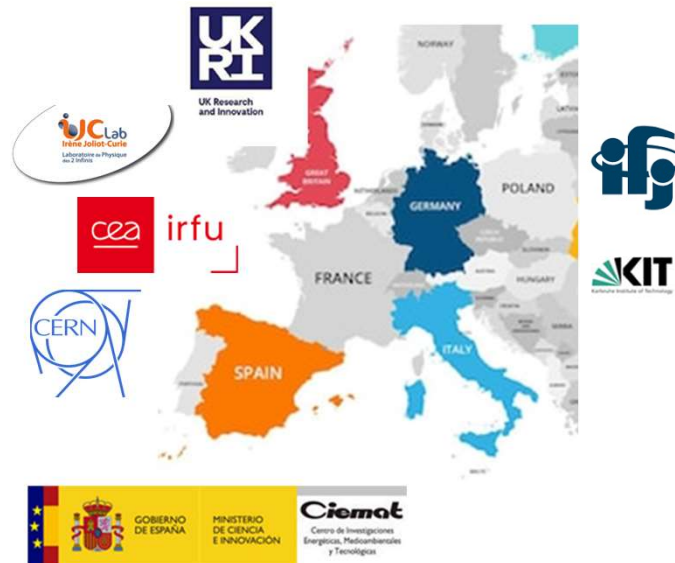 UK
RI
UK Research
and Innovation
IJCLab
Irène Joliot-Curie
Laboratoire de Physique
des 2 Infinis
cea irfu
CERN
NORWAY
GREAT
BRITAIN
GERMANY
POLAND
FRANCE
HUNGARY
SPAIN
ITALY
ifj
KIT
Karlsruhe Institute of Technology
GOBIERNO
DE ESPAÑA
MINISTERIO
DE CIENCIA
E INNOVACIÓN
Ciemat
Centro de Investigaciones
Energéticas, Medioambientales
y Tecnológicas